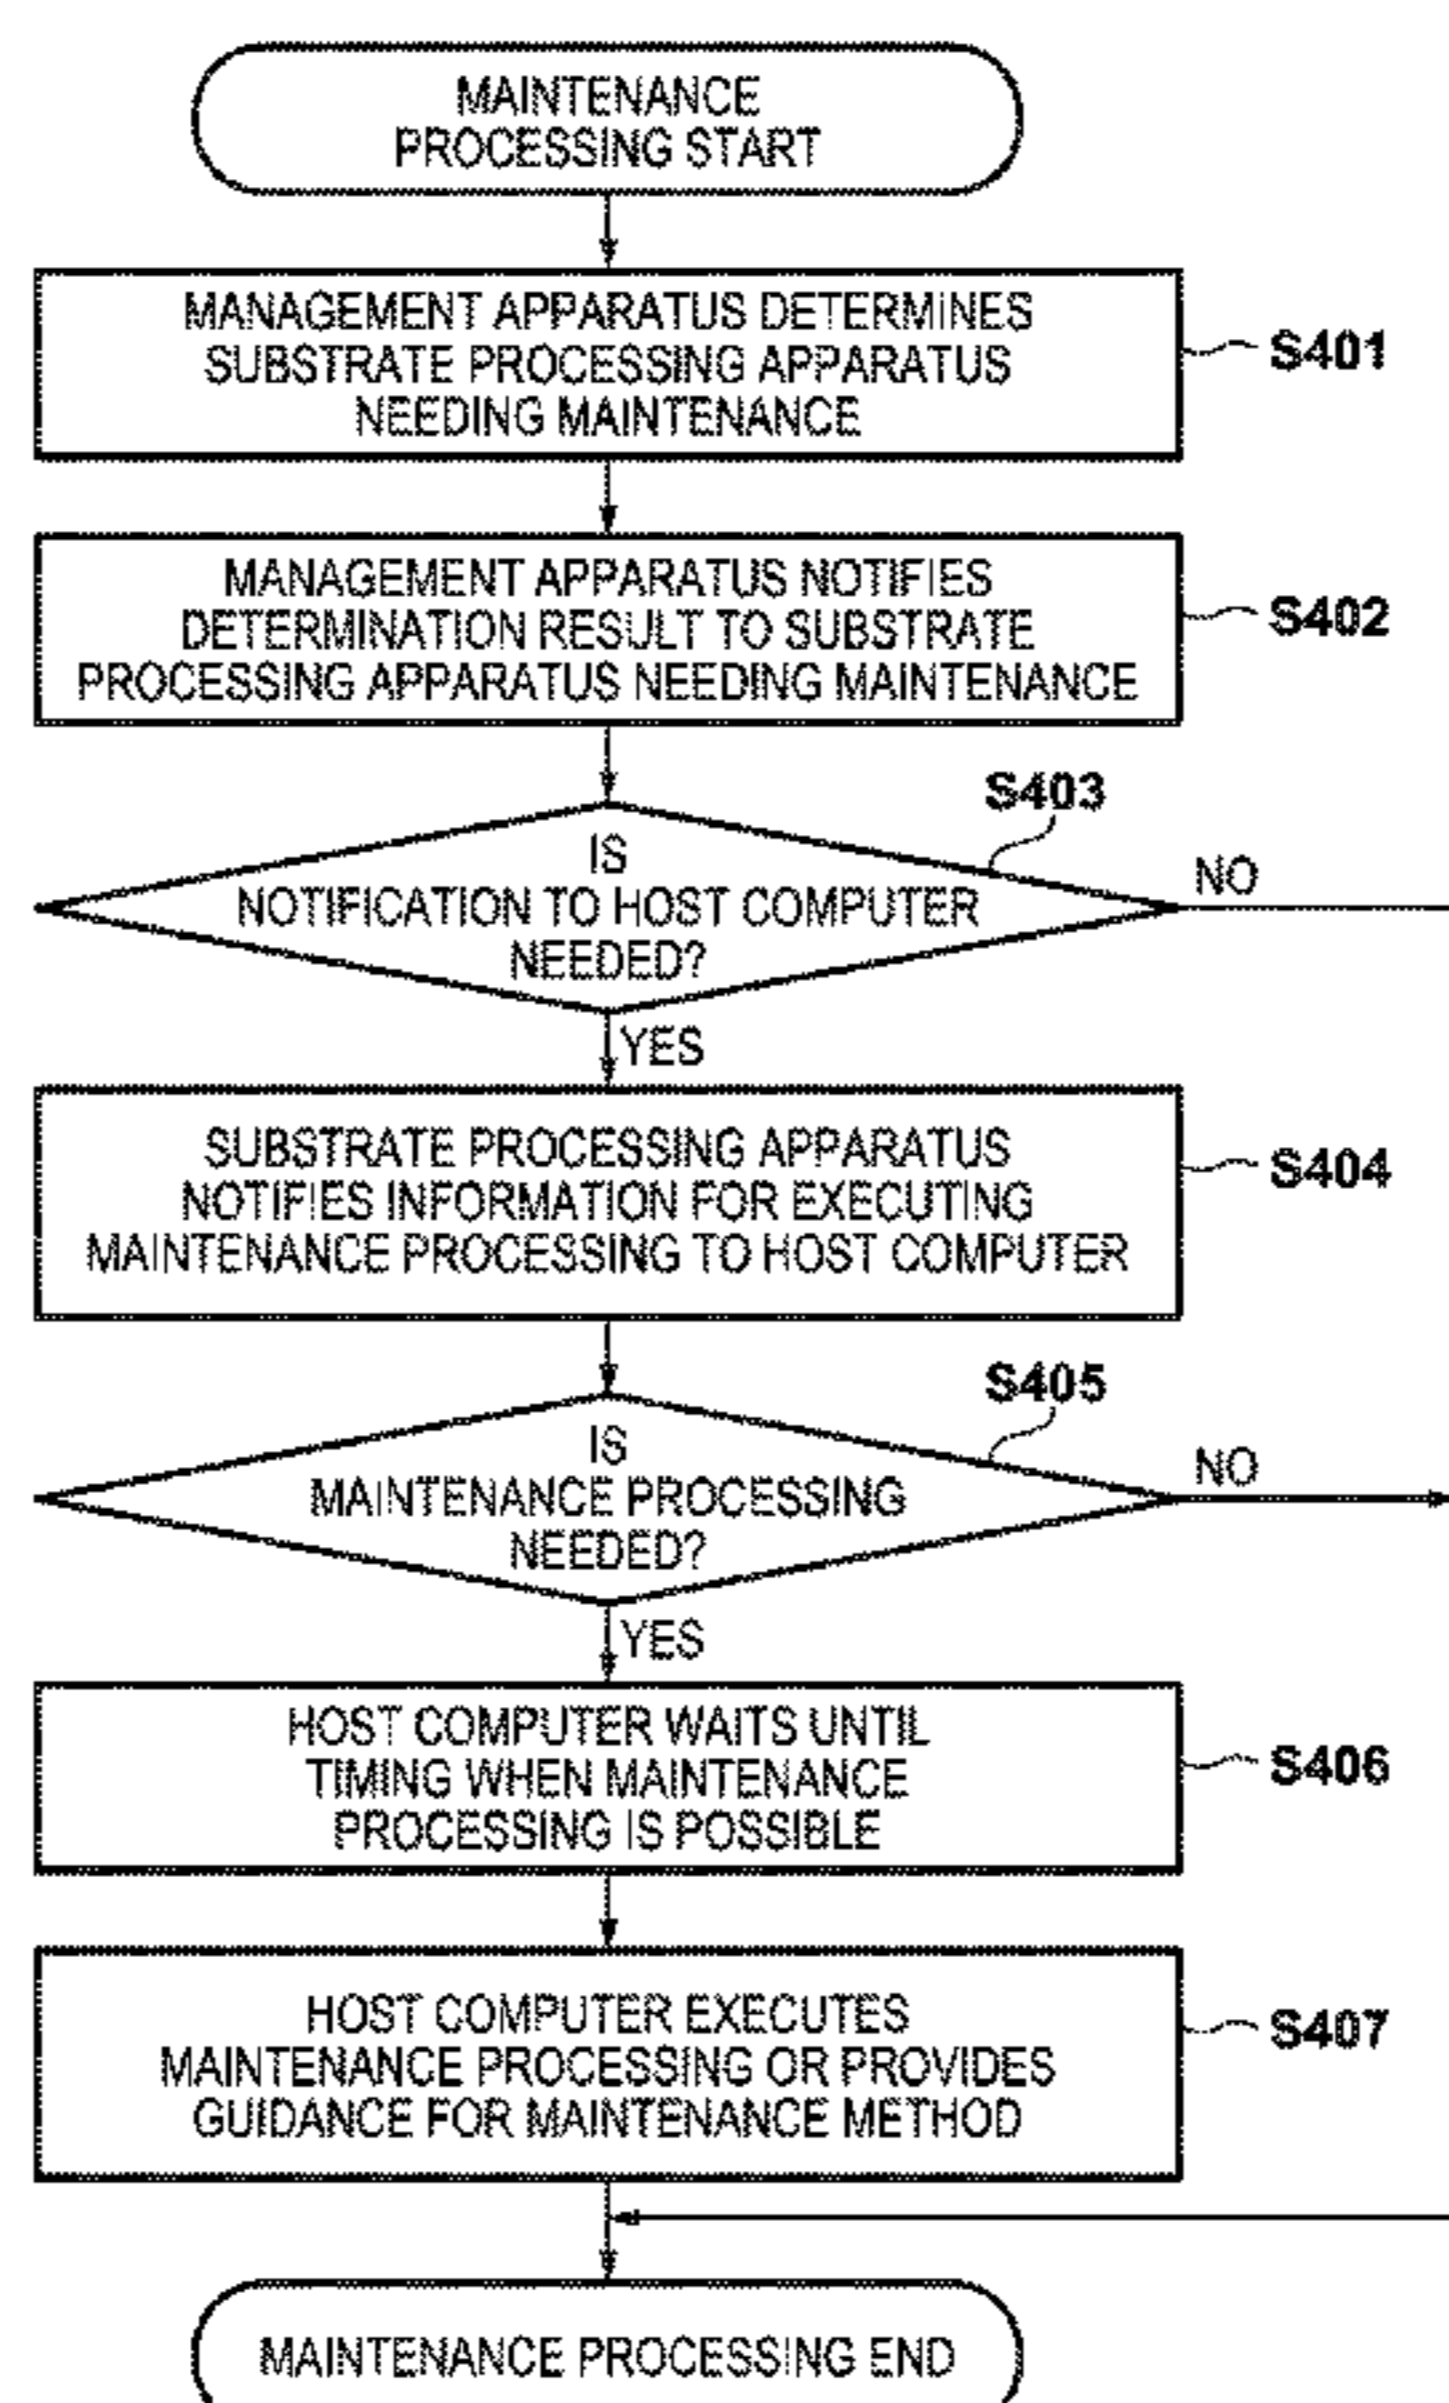 MAINTENANCE
PROCESSING START
MANAGEMENT APPARATUS DETERMINES
SUBSTRATE PROCESSING APPARATUS
NEEDING MAINTENANCE
S401
MANAGEMENT APPARATUS NOTIFIES
DETERMINATION RESULT TO SUBSTRATE
PROCESSING APPARATUS NEEDING MAINTENANCE
S402
S403
IS
NOTIFICATION TO HOST COMPUTER
NEEDED?
NO
YES
SUBSTRATE PROCESSING APPARATUS
NOTIFIES INFORMATION FOR EXECUTING
MAINTENANCE PROCESSING TO HOST COMPUTER
S404
S405
IS
MAINTENANCE PROCESSING
NEEDED?
NO
YES
HOST COMPUTER WAITS UNTIL
TIMING WHEN MAINTENANCE
PROCESSING IS POSSIBLE
S406
HOST COMPUTER EXECUTES
MAINTENANCE PROCESSING OR PROVIDES
GUIDANCE FOR MAINTENANCE METHOD
S407
MAINTENANCE PROCESSING END